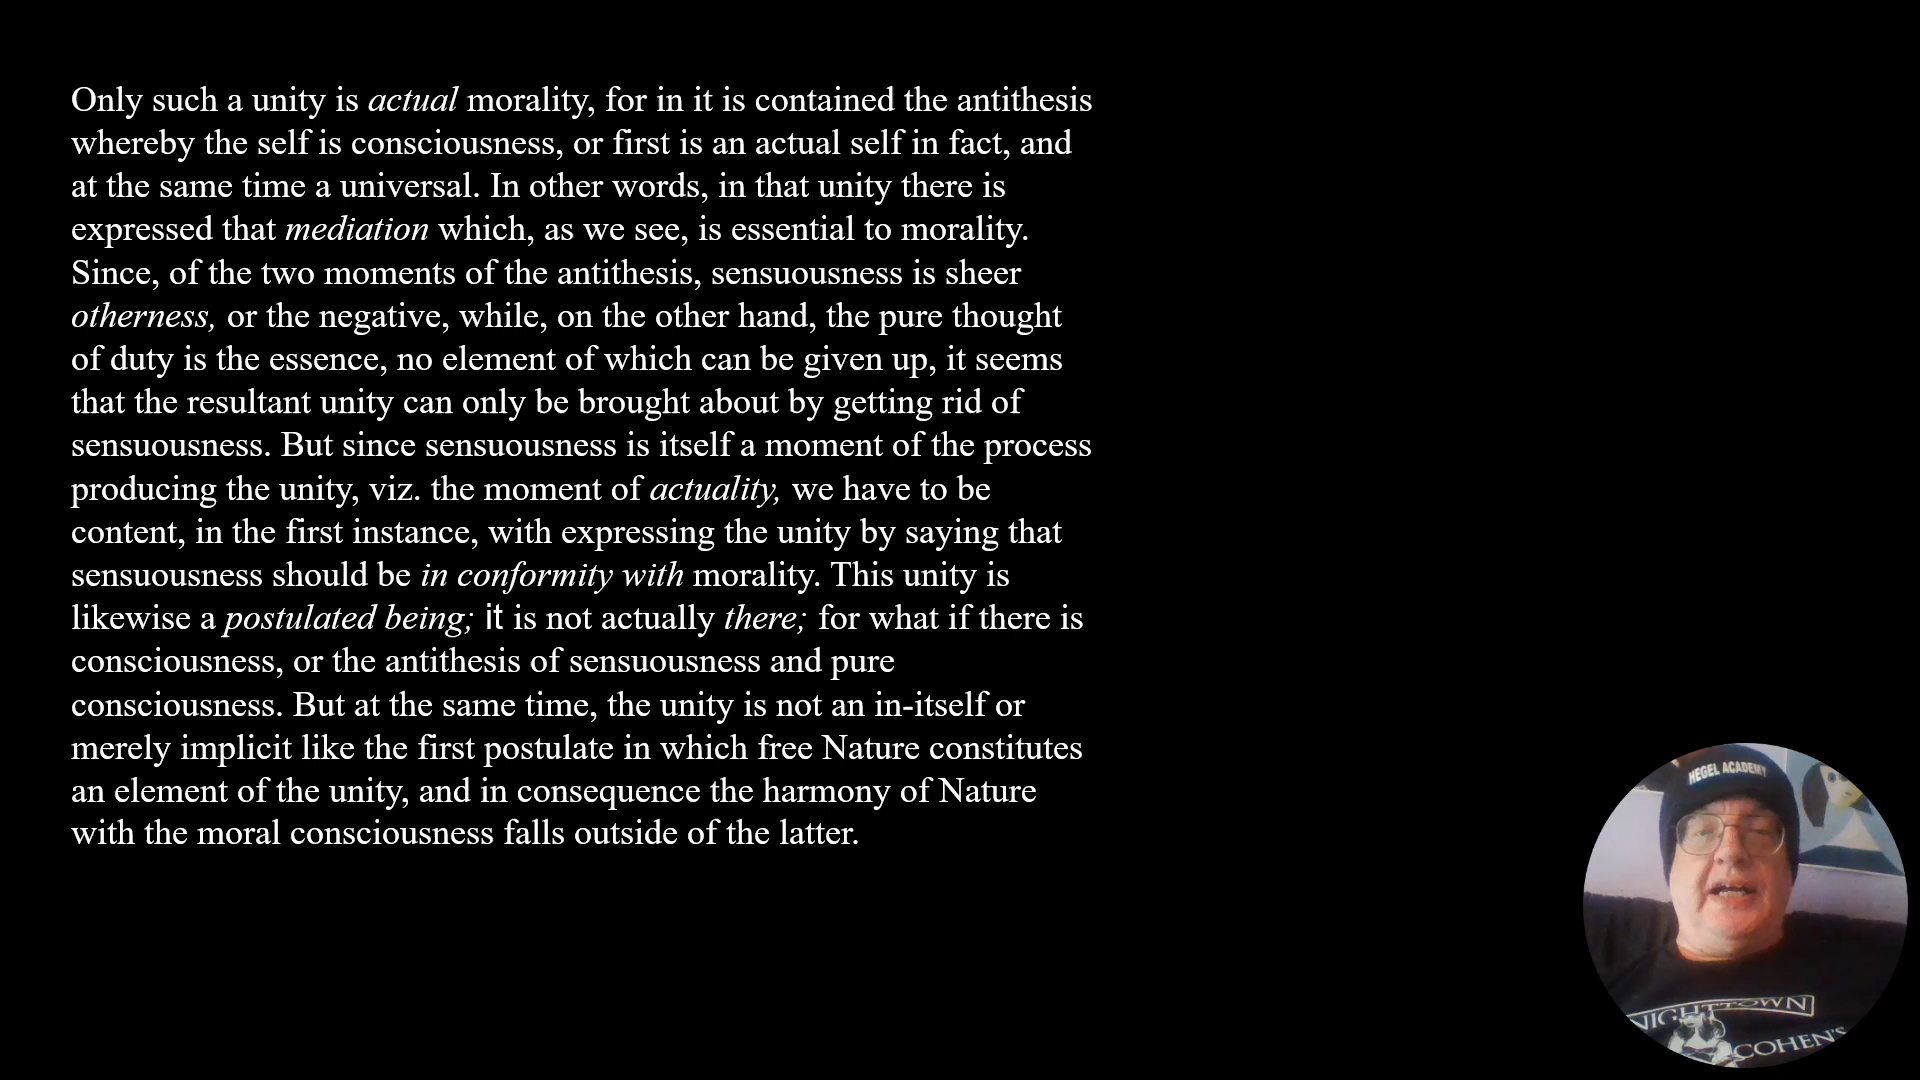 Only such a unity is actual morality, for in it is contained the antithesis
whereby the self is consciousness, or first is an actual self in fact, and
at the same time a universal. In other words, in that unity there is
expressed that mediation which, as we see, is essential to morality.
Since, of the two moments of the antithesis, sensuousness is sheer
otherness, or the negative, while, on the other hand, the pure thought
of duty is the essence, no element of which can be given up, it seems
that the resultant unity can only be brought about by getting rid of
sensuousness. But since sensuousness is itself a moment of the process
producing the unity, viz. the moment of actuality, we have to be
content, in the first instance, with expressing the unity by saying that
sensuousness should be in conformity with morality. This unity is
likewise a postulated being; it is not actually there; for what if there is
consciousness, or the antithesis of sensuousness and pure
consciousness. But at the same time, the unity is not an in-itself or
merely implicit like the first postulate in which free Nature constitutes
an element of the unity, and in consequence the harmony of Nature
with the moral consciousness falls outside of the latter.
HEGEL ACADEMY
NIGHTTOWN
COHEN'S